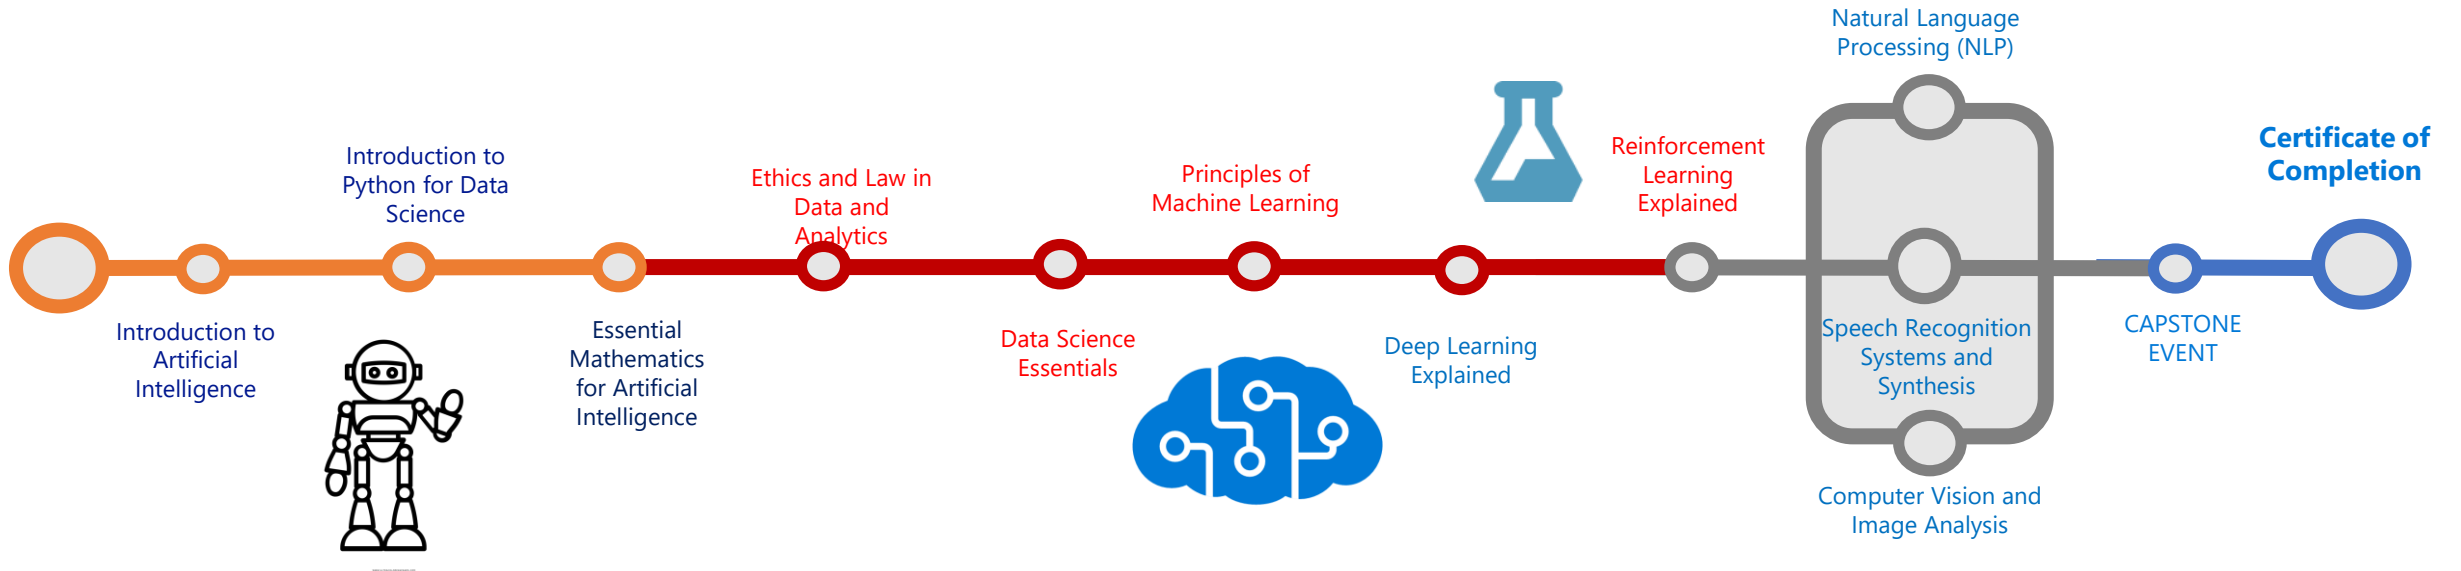 Introduction to
Artificial
Intelligence
Introduction to
Python for Data
Science
Essential
Mathematics
for Artificial
Intelligence
Ethics and Law in
Data and
Analytics
Data Science
Essentials
Principles of
Machine Learning
Deep Learning
Explained
Reinforcement
Learning
Explained
Natural Language
Processing (NLP)
Speech Recognition
Systems and
Synthesis
Computer Vision and
Image Analysis
CAPSTONE
EVENT
Certificate of
Completion